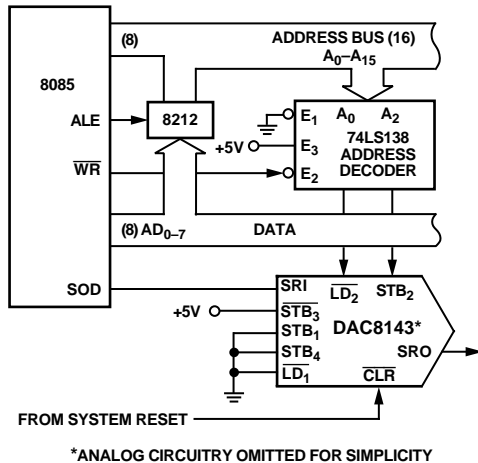 (8)
ADDRESS BUS (16)
A0–A15
8085
ALE
8212
E1 A0 A2
74LS138
ADDRESS
DECODER
+5V
E3
E2
WR
(8) AD0–7
DATA
SOD
SRI
LD2
STB2
+5V
STB3
STB1
DAC8143*
STB4
SRO
LD1
CLR
FROM SYSTEM RESET
*ANALOG CIRCUITRY OMITTED FOR SIMPLICITY